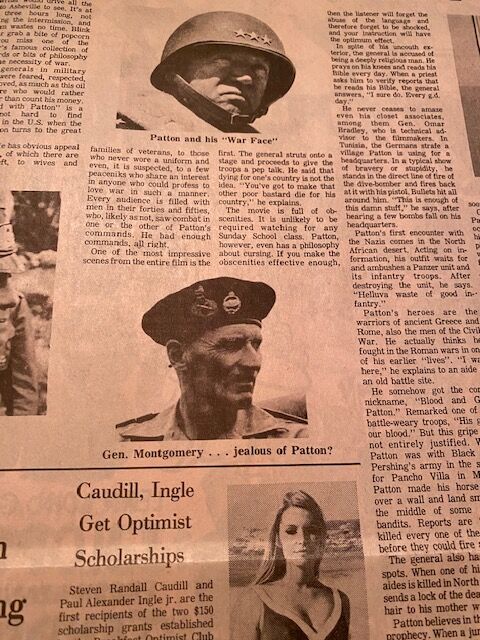 would drive all the
to Asheville to see. It's at
three hours long, not
the intermission, and
wastes no time. Blink
grab a bite of popcorn
you miss one of the
famous collection of
or bits of philosophy
necessity of war.
generals in military
were feared, respected,
loved, as much as this oil
who would rather
than count his money.
with Patton" is a
not hard to find
in the U.S. when the
turns to the great
has obvious appeal
of which there are
left, to wives and
Patton and his "War Face"
families of veterans, to those
who never wore a uniform and
even, it is suspected, to a few
peaceniks who share an interest
in anyone who could profess to
love war in such a manner.
Every audience is filled with
men in their forties and fifties,
who, likely as not, saw combat in
one or the other of Patton's
commands. He had enough
commands, all right.
One of the most impressive
scenes from the entire film is the
first. The general struts onto a
stage and proceeds to give the
troops a pep talk. He said that
dying for one's country is not the
idea. "You've got to make that
other poor bastard die for his
country," he explains.
The movie is full of ob-
scenities. It is unlikely to be
required watching for any
Sunday School class. Patton,
however, even has a philosophy
about cursing. If you make the
obscenities effective enough,
then the listener will forget the
abuse of the language and
therefore forget to be shocked,
and your instruction will have
the optimum effect.
In spite of his uncouth ex-
terior, the general is accused of
being a deeply religious man. He
prays on his knees and reads his
Bible every day. When a priest
asks him to verify reports that
he reads his Bible, the general
answers, "I sure do. Every g.d.
day."
He never ceases to amaze
even his closest associates,
among them Gen. Omar
Bradley, who is technical ad-
visor to the filmmakers. In
Tunisia, the Germans strafe a
village Patton is using for a
headquarters. In a typical show
of bravery or stupidity, he
stands in the direct line of fire of
the dive-bomber and fires back
at it with his pistol. Bullets hit all
around him. "This is enough of
this damn stuff," he says, after
hearing a few bombs fall on his
headquarters.
Patton's first encounter with
the Nazis comes in the North
African desert. Acting on in-
formation, his outfit waits for
and ambushes a Panzer unit and
its infantry troops. After
destroying the unit, he says,
"Helluva waste of good in-
fantry."
Patton's heroes are the
warriors of ancient Greece and
Rome, also the men of the Civil
War. He actually thinks he
fought in the Roman wars in one
of his earlier "lives". "I was
here," he explains to an aide
an old battle site.
He somehow got the
nickname, "Blood and
Patton." Remarked one of
battle-weary troops, "His
our blood." But this gripe
not entirely justified.
Patton was with Black
Pershing's army in the
for Pancho Villa in
Patton made his horse
over a wall and land
the middle of some
bandits. Reports are
killed every one of the
before they could fire
The general also has
spots. When one of his
aides is killed in North
sends a lock of the
hair to his mother
Patton believes in th
prophecy. When a
Gen. Montgomery . . . jealous of Patton?
Caudill, Ingle
Get Optimist
Scholarships
Steven Randall Caudill and
Paul Alexander Ingle jr. are the
first recipients of the two $150
scholarship grants established
Optimist Club